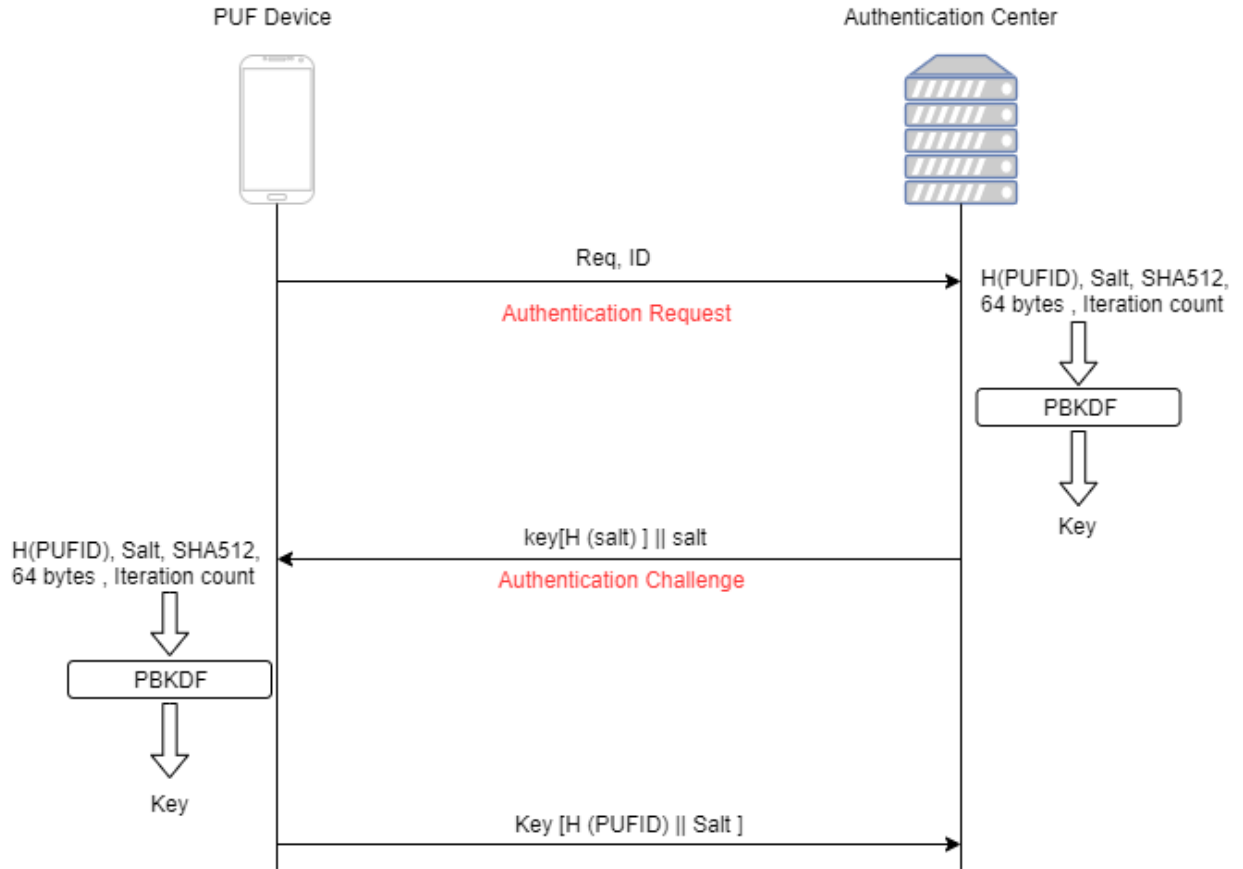 PUF Device
Authentication Center
Req, ID
Authentication Request
H(PUFID), Salt, SHA512,
64 bytes , Iteration count
PBKDF
Key
key[H (salt) ] || salt
Authentication Challenge
H(PUFID), Salt, SHA512,
64 bytes , Iteration count
PBKDF
Key
Key [H (PUFID) || Salt ]